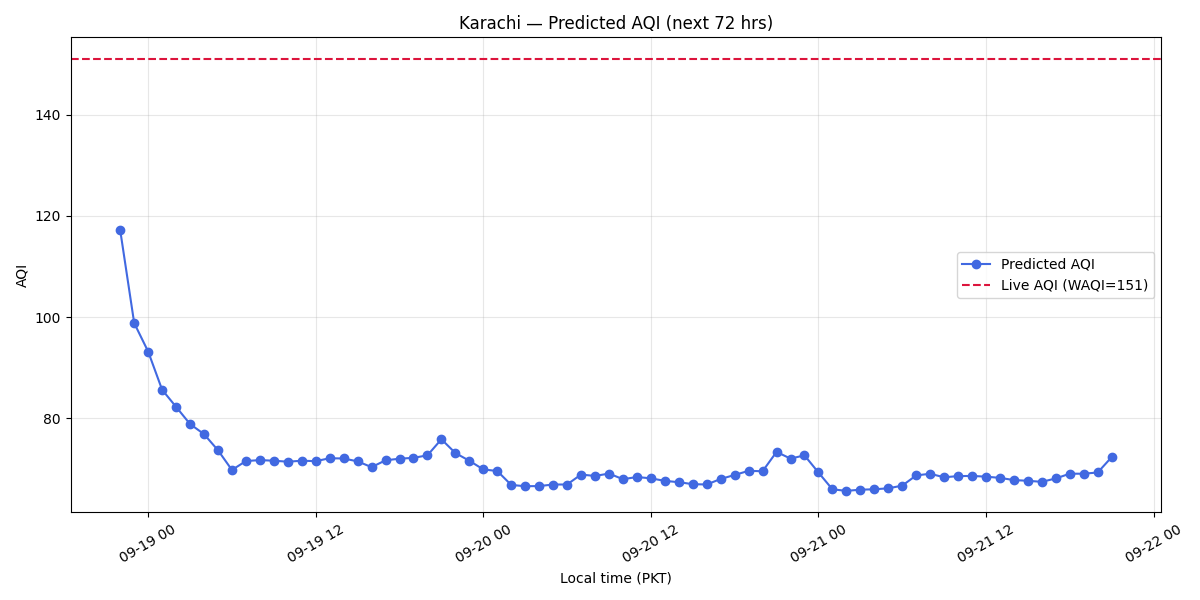 Karachi — Predicted AQI (next 72 hrs)
AQI
140
120
100
80
Predicted AQI
Live AQI (WAQI=151)
09-19 00
09-19 12
09-20 00
09-20 12
09-21 00
09-21 12
09-22 00
Local time (PKT)